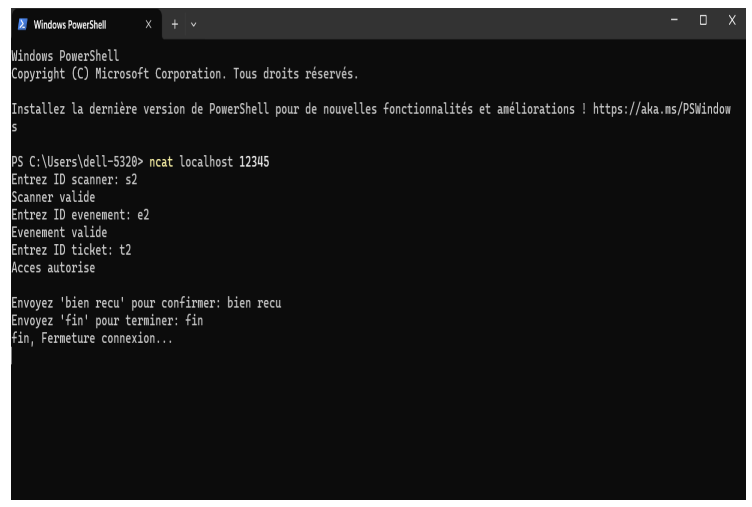 Windows PowerShell
Windows PowerShell
Copyright (C) Microsoft Corporation. Tous droits réservés.
Installez la dernière version de PowerShell pour de nouvelles fonctionnalités et améliorations ! https://aka.ms/PSWindow
s
PS C:\Users\dell-5320> ncat localhost 12345
Entrez ID scanner: s2
Scanner valide
Entrez ID evenement: e2
Evenement valide
Entrez ID ticket: t2
Acces autorise
Envoyez 'bien recu' pour confirmer: bien recu
Envoyez 'fin' pour terminer: fin
fin, Fermeture connexion...